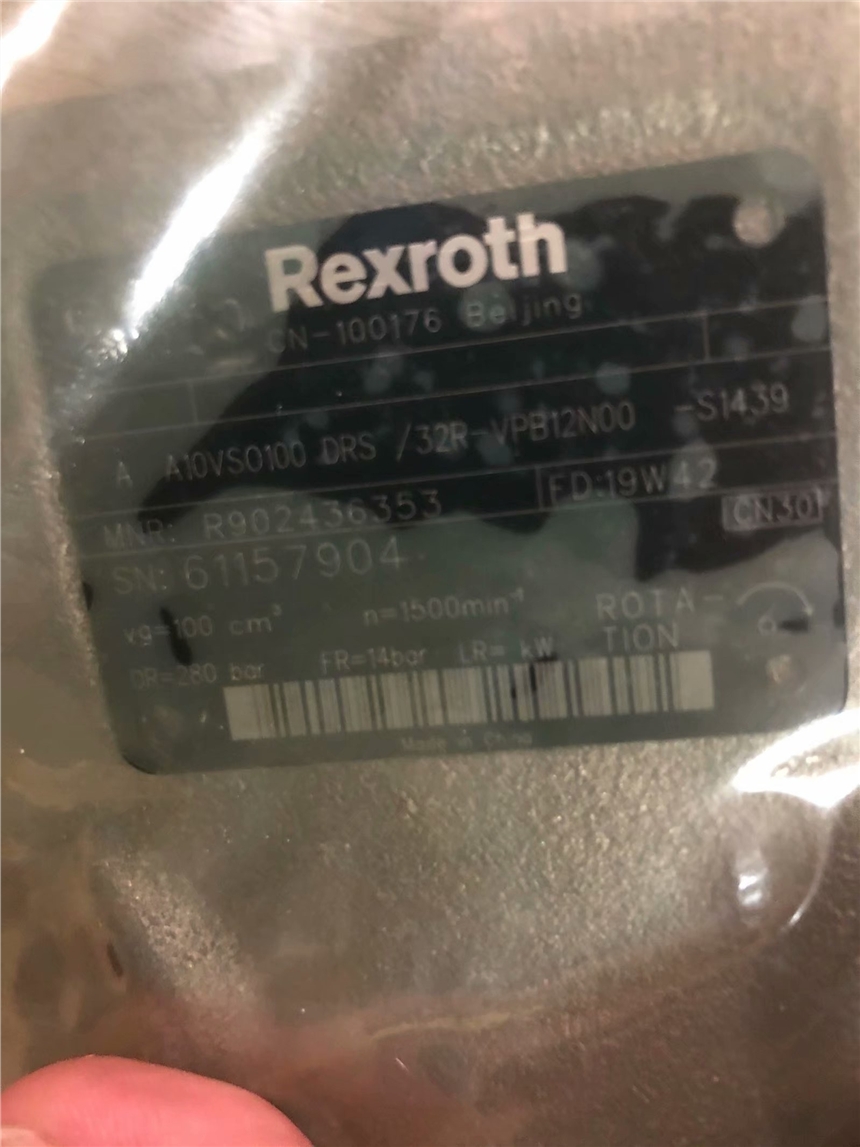 Rexroth
CN-100176 Beijing
A A10VSO100 DRS /32R-VPB12N00 -S1439
MNR: R902436353 FD:19W42
CN30
SN: 61157904
vg=100 cm³ n=1500min⁻¹ ROTA-
TION
DR=280 bar FR=14bar LR= kW
Made in China